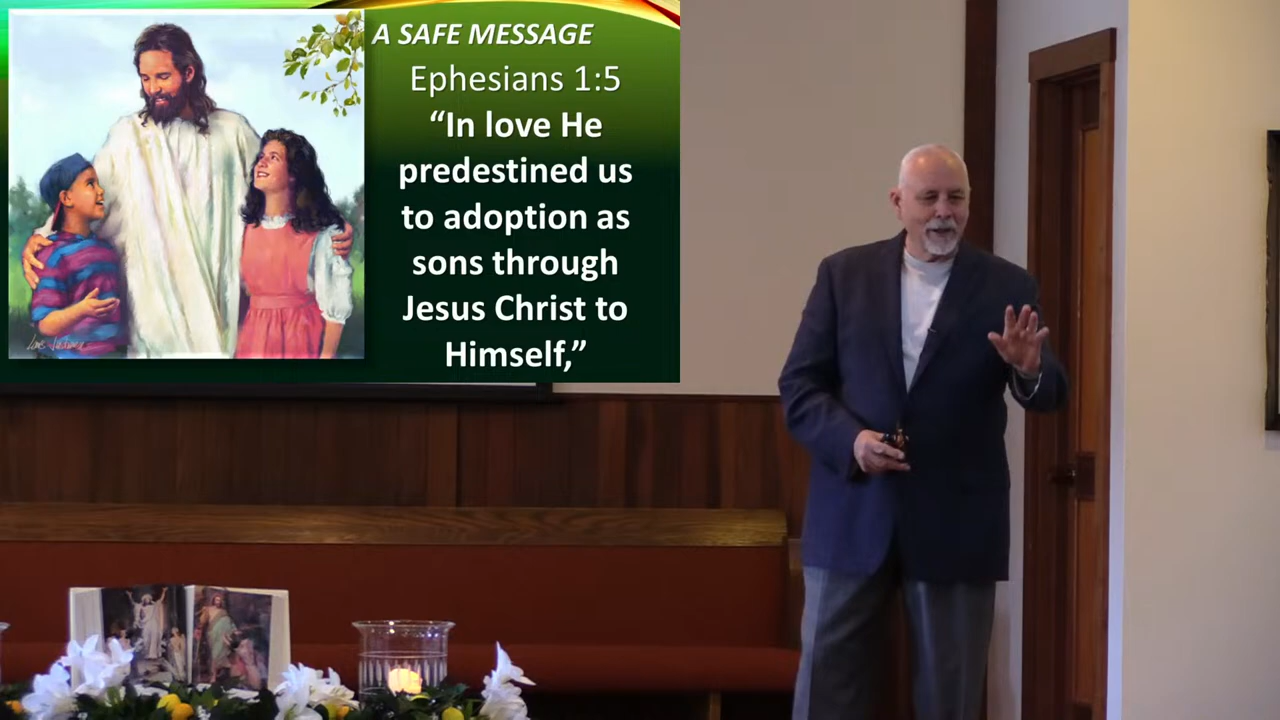 A SAFE MESSAGE
Ephesians 1:5
“In love He
predestined us
to adoption as
sons through
Jesus Christ to
Himself,”